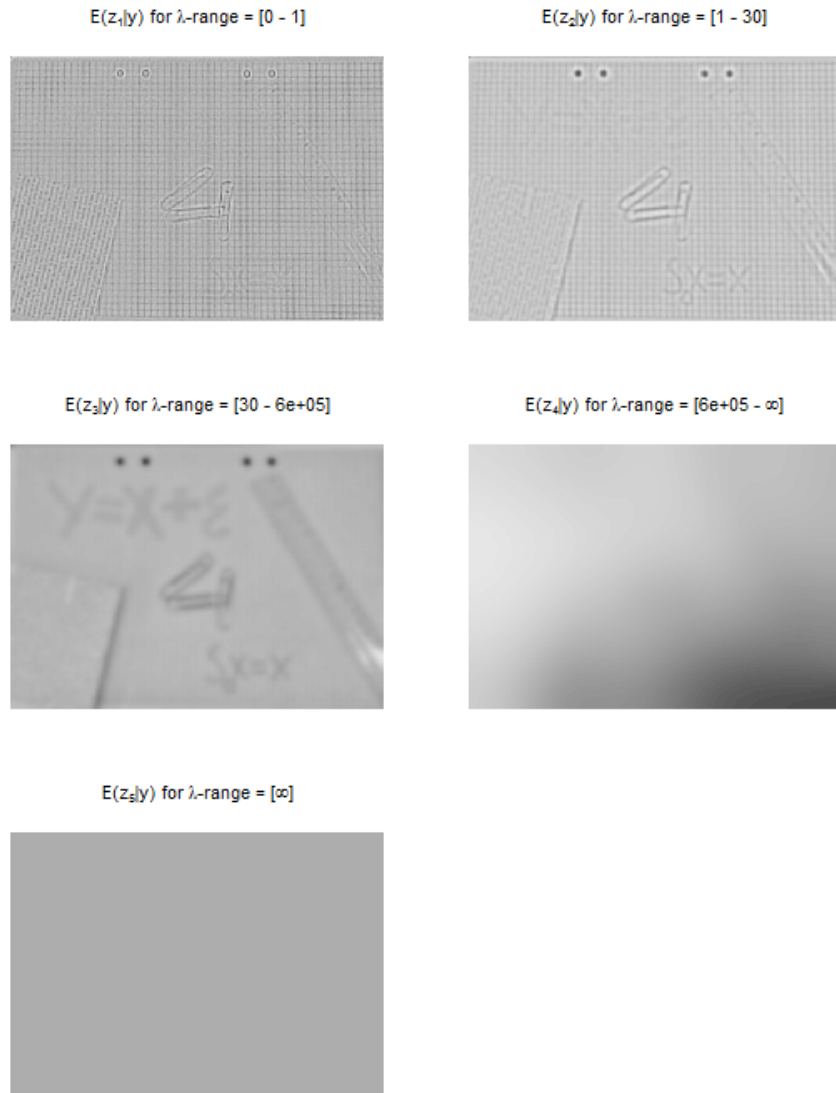 E(z₁|y) for λ-range = [0 - 1]
E(z₂|y) for λ-range = [1 - 30]
E(z₃|y) for λ-range = [30 - 6e+05]
E(z₄|y) for λ-range = [6e+05 - ∞]
Y=X+3
E(z₅|y) for λ-range = [∞]